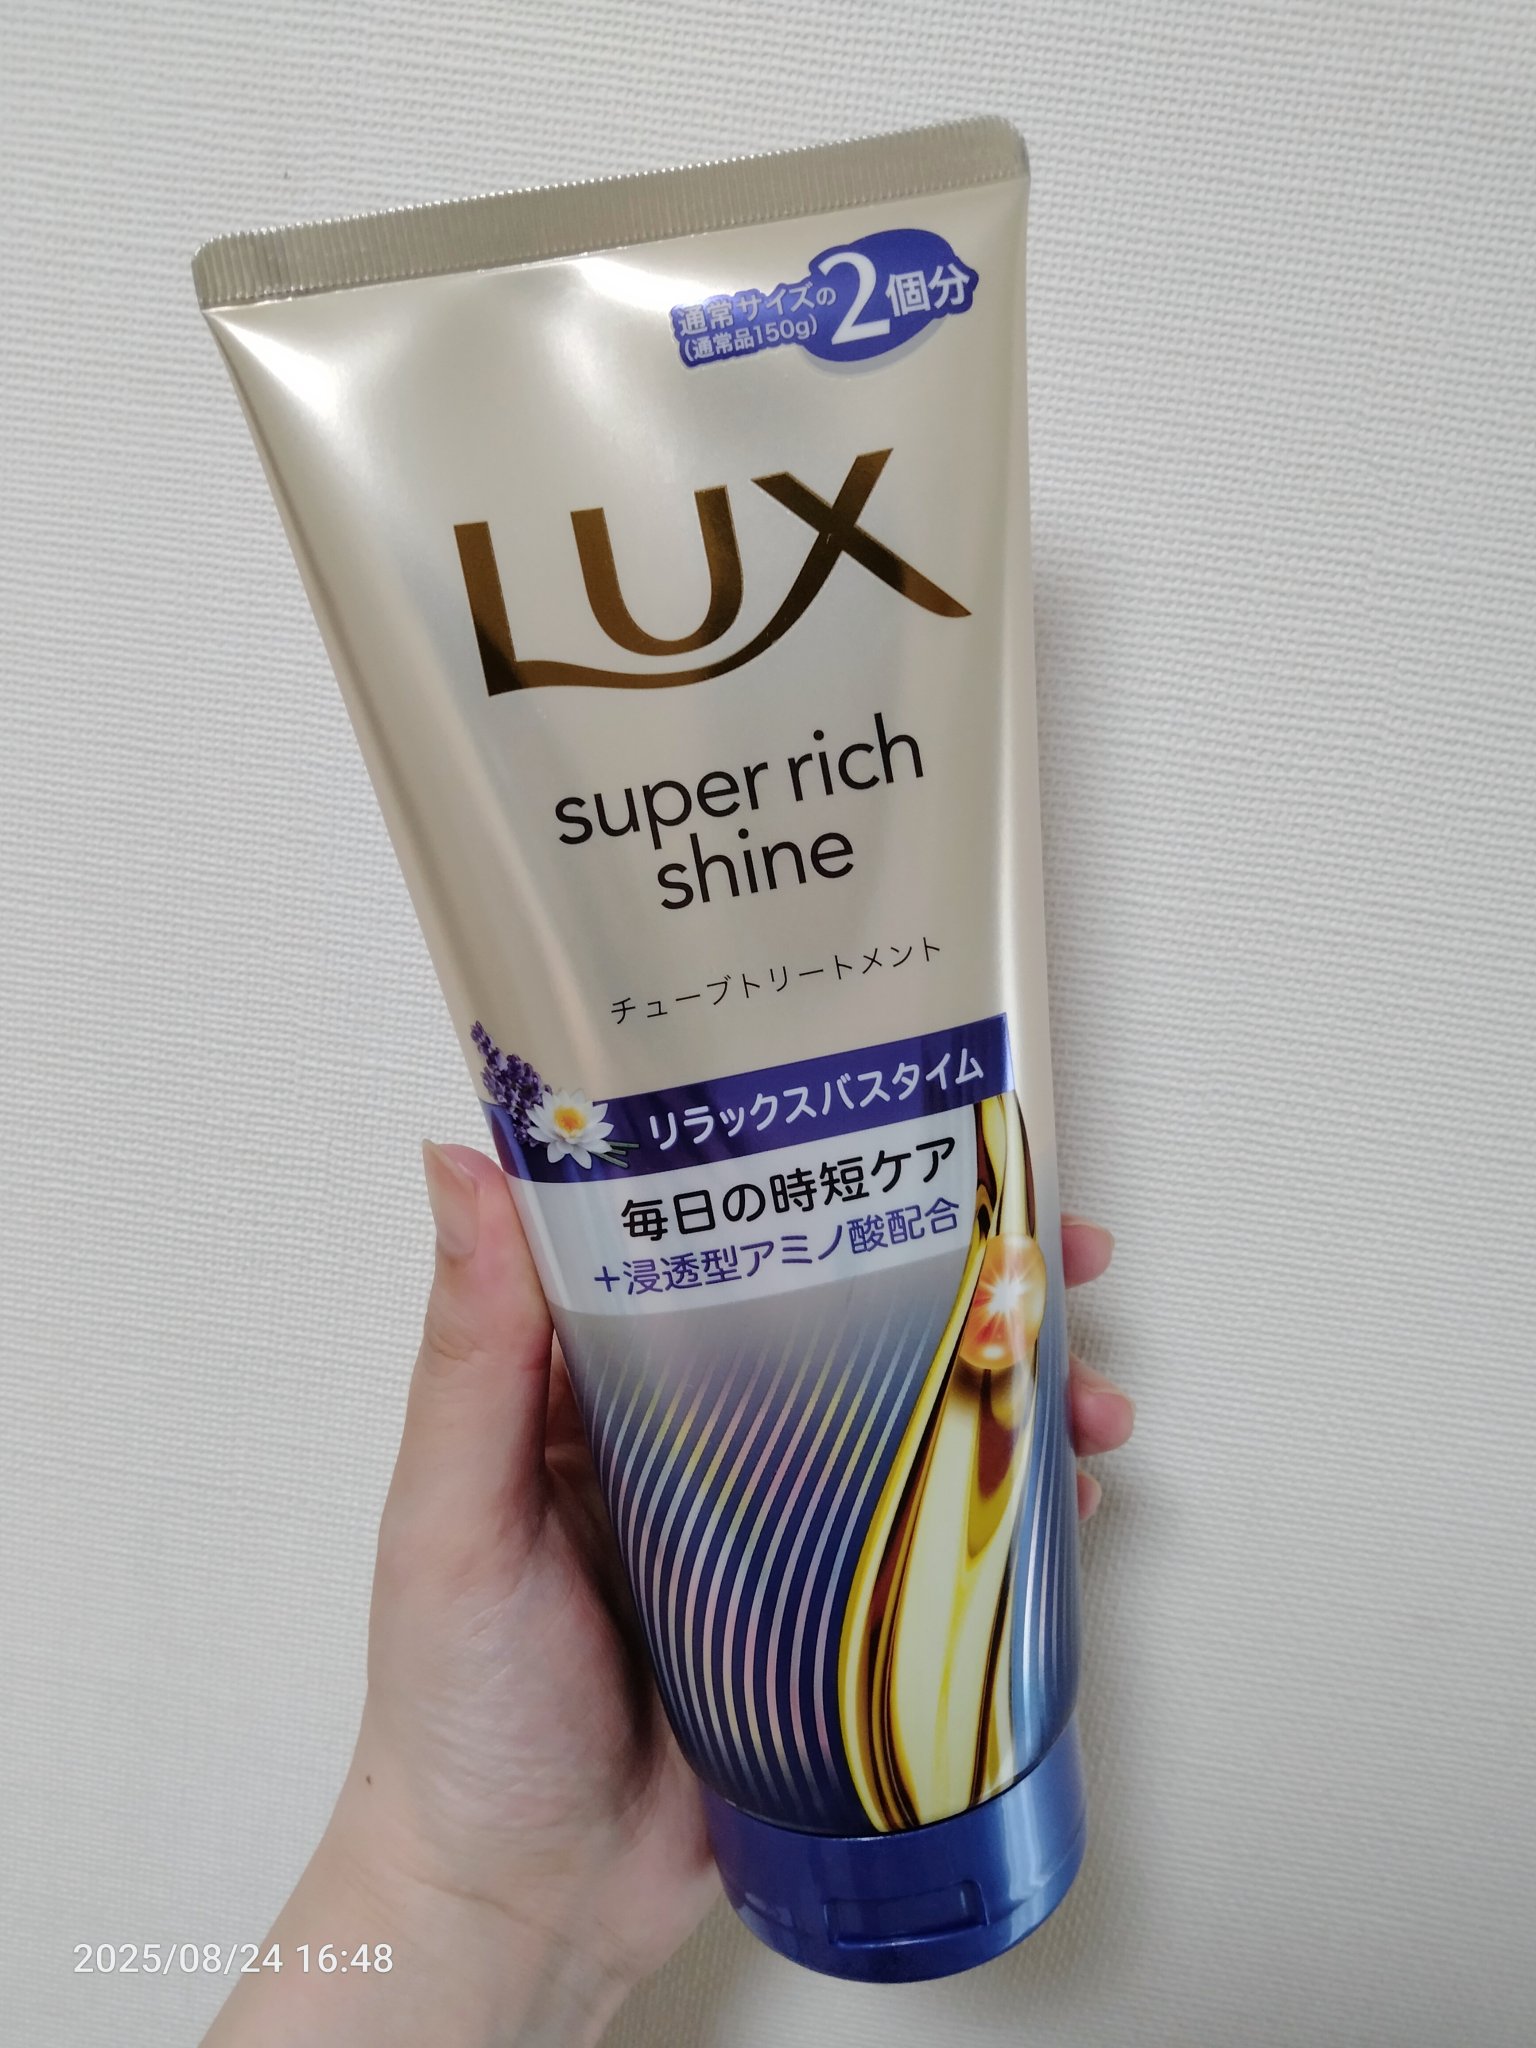 通常サイズの2個分
(通常品150g)
LUX
super rich
shine
チューブトリートメント
リラックスバスタイム
毎日の時短ケア
+浸透型アミノ酸配合
2025/08/24 16:48